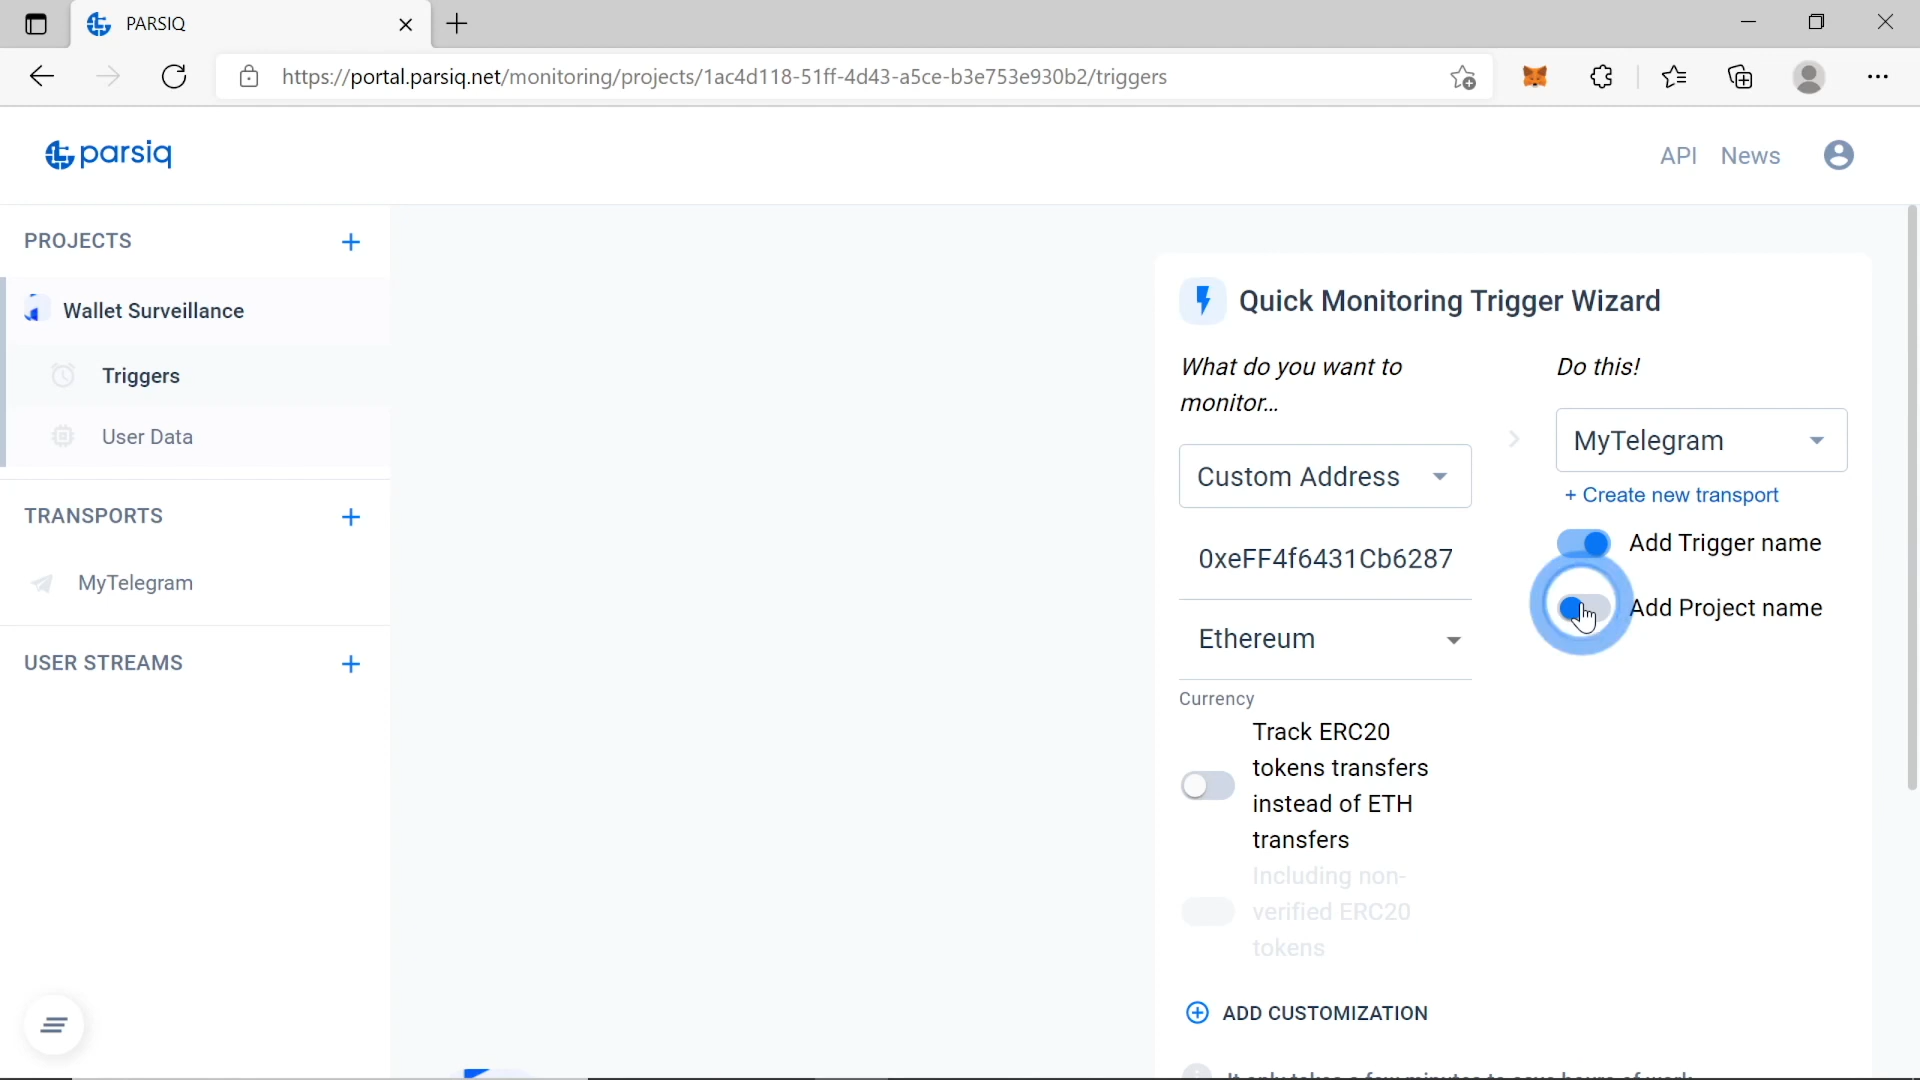 PARSIQ
https://portal.parsiq.net/monitoring/projects/1ac4d118-51ff-4d43-a5ce-b3e753e930b2/triggers
parsiq
API News
PROJECTS
Wallet Surveillance
Triggers
User Data
TRANSPORTS
MyTelegram
USER STREAMS
Quick Monitoring Trigger Wizard
What do you want to
monitor...
Custom Address
0xeFF4f6431Cb6287
Ethereum
Currency
Track ERC20
tokens transfers
instead of ETH
transfers
Including non-
verified ERC20
tokens
ADD CUSTOMIZATION
Do this!
MyTelegram
+ Create new transport
Add Trigger name
Add Project name